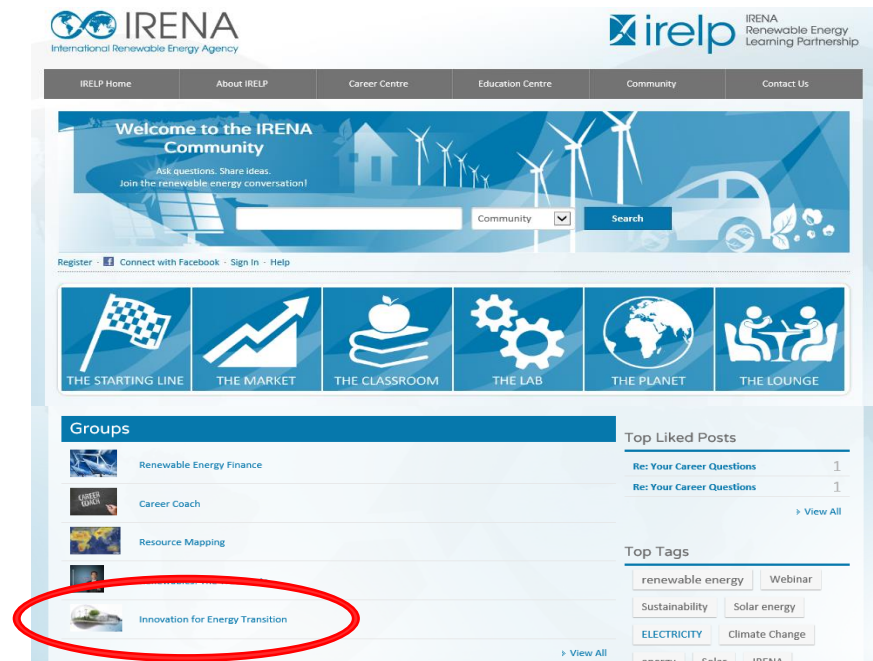 IRENA
International Renewable Energy Agency
irelp
IRENA
Renewable Energy
Learning Partnership
IRELP Home
About IRELP
Career Centre
Education Centre
Community
Contact Us
Welcome to the IRENA
Community
Ask questions. Share ideas.
Join the renewable energy conversation!
Community
Search
Register · Connect with Facebook · Sign In · Help
THE STARTING LINE
THE MARKET
THE CLASSROOM
THE LAB
THE PLANET
THE LOUNGE
Groups
Renewable Energy Finance
CAREER COACH
Career Coach
Resource Mapping
Innovation for Energy Transition
View All
Top Liked Posts
Re: Your Career Questions 1
Re: Your Career Questions 1
View All
Top Tags
renewable energy
Webinar
Sustainability
Solar energy
ELECTRICITY
Climate Change
Solar
IRENA